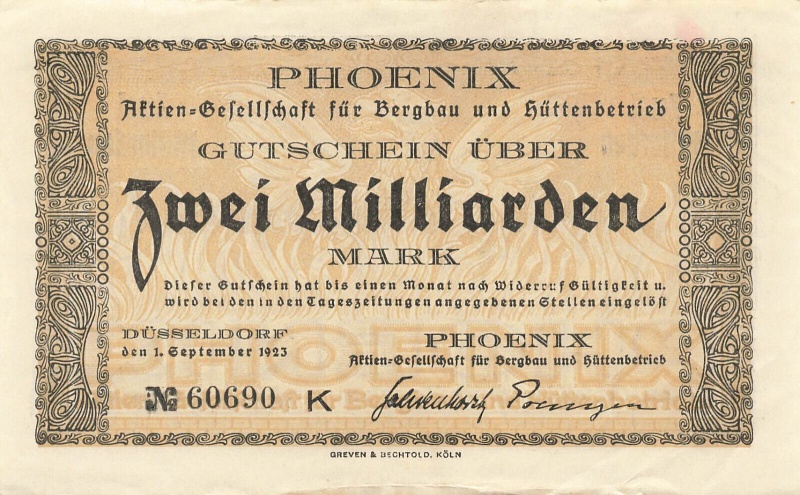 PHOENIX
Aktien=Gesellschaft für Bergbau und Hüttenbetrieb
GUTSCHEIN ÜBER
Zwei Milliarden
MARK
Dieser Gutschein hat bis einen Monat nach Widerruf Gültigkeit u.
wird bei den in den Tageszeitungen angegebenen Stellen eingelöst
DÜSSELDORF
den 1. September 1923
PHOENIX
Aktien=Gesellschaft für Bergbau und Hüttenbetrieb
№ 60690 K
GREVEN & BECHTOLD, KÖLN
PHOENIX